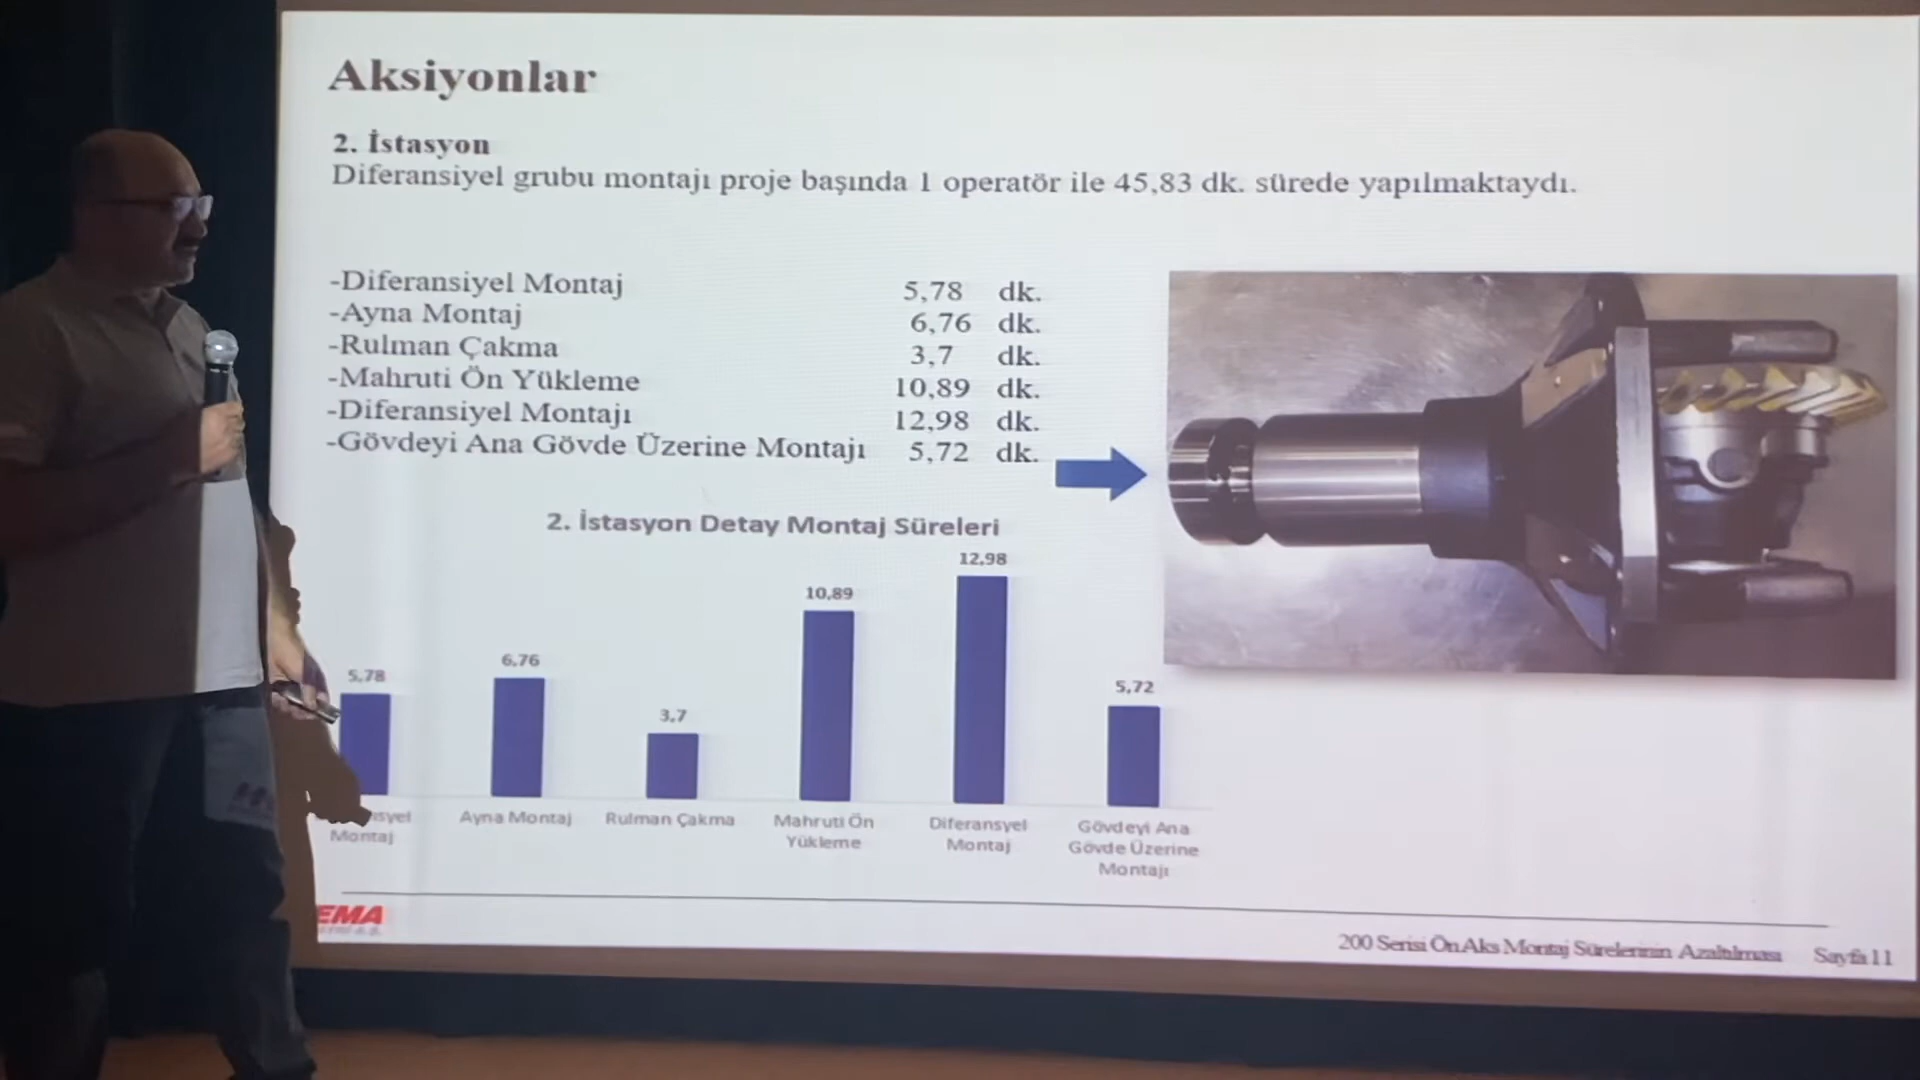 Aksiyonlar
2. İstasyon
Diferansiyel grubu montajı proje başında 1 operatör ile 45,83 dk. sürede yapılmaktaydı.
-Diferansiyel Montaj 5,78 dk.
-Ayna Montaj 6,76 dk.
-Rulman Çakma 3,7 dk.
-Mahruti Ön Yükleme 10,89 dk.
-Diferansiyel Montajı 12,98 dk.
-Gövdeyi Ana Gövde Üzerine Montajı 5,72 dk.
2. İstasyon Detay Montaj Süreleri
5,78
6,76
3,7
10,89
12,98
5,72
Montaj
Ayna Montaj
Rulman Çakma
Mahruti Ön
Yükleme
Diferansyel
Montaj
Gövdeyi Ana
Gövde Üzerine
Montajı
EMA
200 Serisi Ön Aks Montaj Sürelerinin Azaltılması Sayfa 11